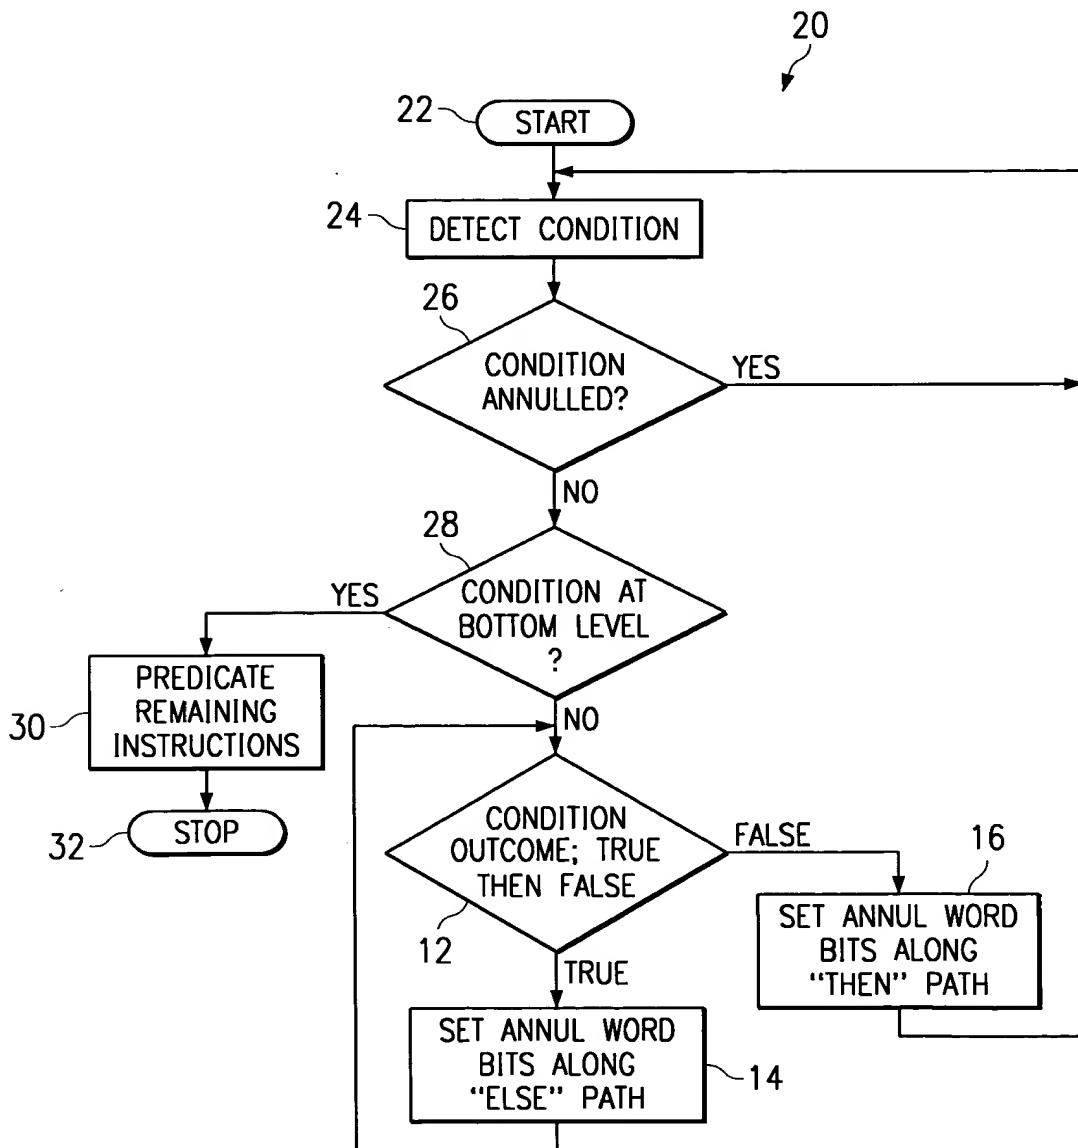 20
22
START
24
DETECT CONDITION
26
CONDITION
ANNULLED?
YES
NO
28
CONDITION AT
BOTTOM LEVEL
?
YES
PREDICATE
REMAINING
INSTRUCTIONS
30
NO
32
STOP
CONDITION
OUTCOME; TRUE
THEN FALSE
FALSE
12
16
SET ANNUL WORD
BITS ALONG
"THEN" PATH
TRUE
SET ANNUL WORD
BITS ALONG
"ELSE" PATH
14